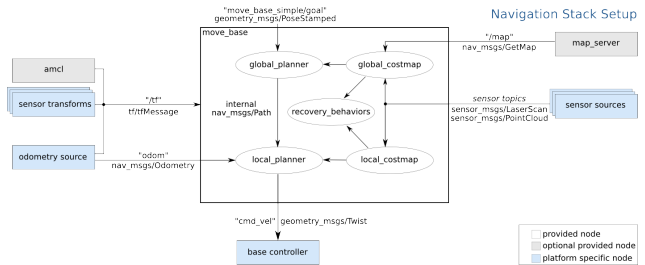 Navigation Stack Setup
"move_base_simple/goal"
geometry_msgs/PoseStamped
move_base
"/map"
nav_msgs/GetMap
map_server
global_planner
global_costmap
amcl
sensor transforms
"/tf"
tf/tfMessage
internal
nav_msgs/Path
recovery_behaviors
sensor topics
sensor_msgs/LaserScan
sensor_msgs/PointCloud
sensor sources
odometry source
"odom"
nav_msgs/Odometry
local_planner
local_costmap
"cmd_vel" geometry_msgs/Twist
base controller
provided node
optional provided node
platform specific node